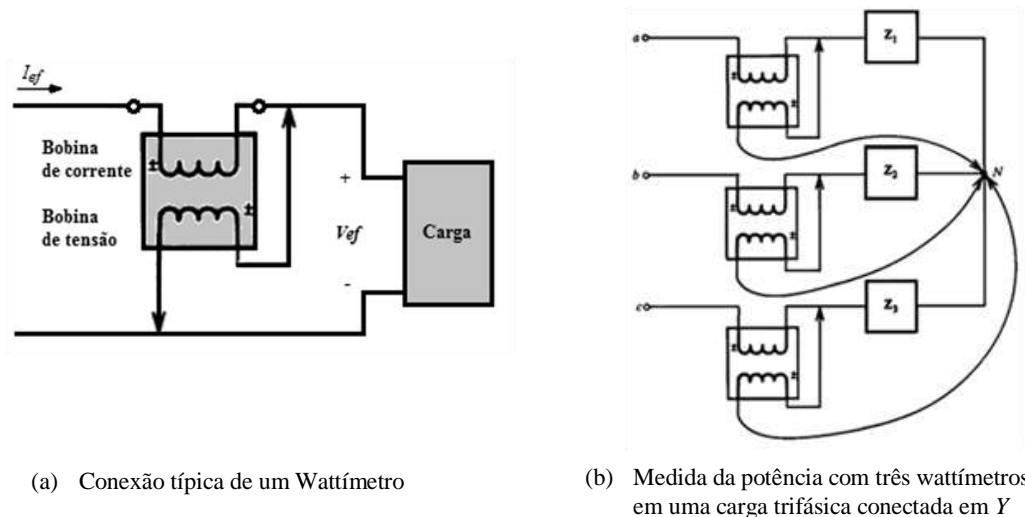 I_ef
Bobina
de corrente
±
Bobina
de tensão
±
+
Vef
-
Carga
a
Z₁
±
±
b
Z₂
N
±
±
c
Z₃
±
±
(a) Conexão típica de um Wattímetro
(b) Medida da potência com três wattímetros
em uma carga trifásica conectada em Y